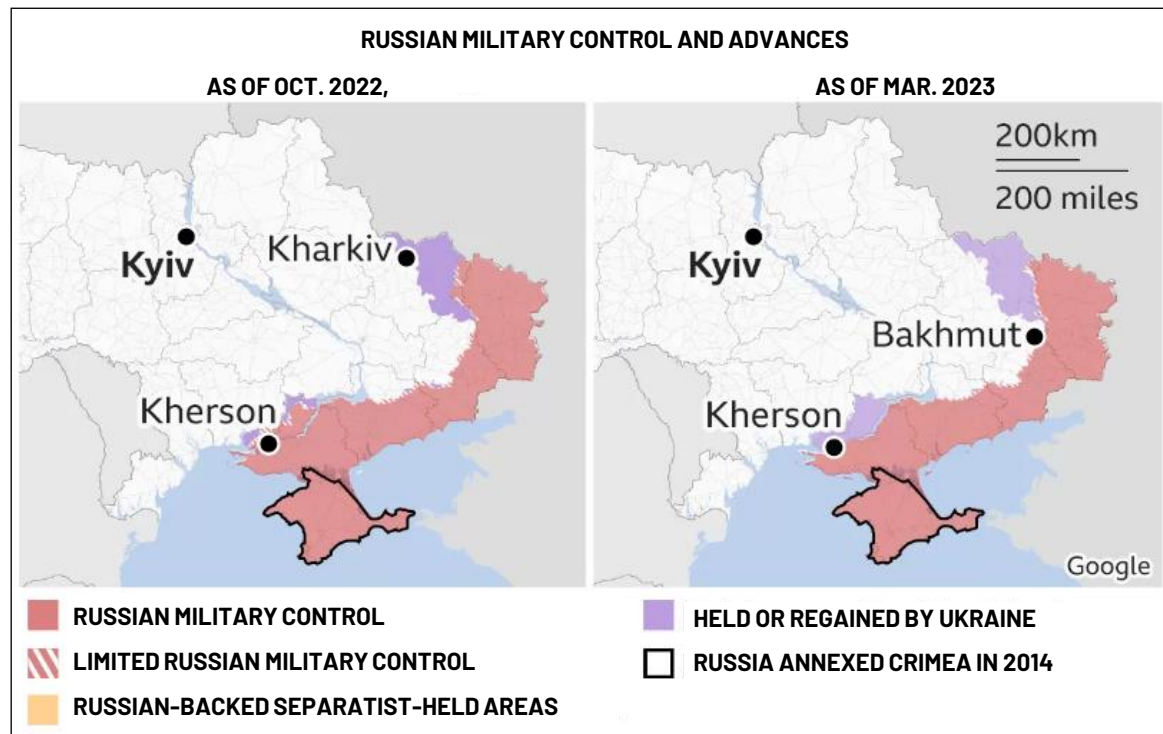 RUSSIAN MILITARY CONTROL AND ADVANCES
AS OF OCT. 2022,
AS OF MAR. 2023
Kyiv
Kharkiv
Kherson
200km
200 miles
Kyiv
Bakhmut
Kherson
Google
RUSSIAN MILITARY CONTROL
LIMITED RUSSIAN MILITARY CONTROL
RUSSIAN-BACKED SEPARATIST-HELD AREAS
HELD OR REGAINED BY UKRAINE
RUSSIA ANNEXED CRIMEA IN 2014